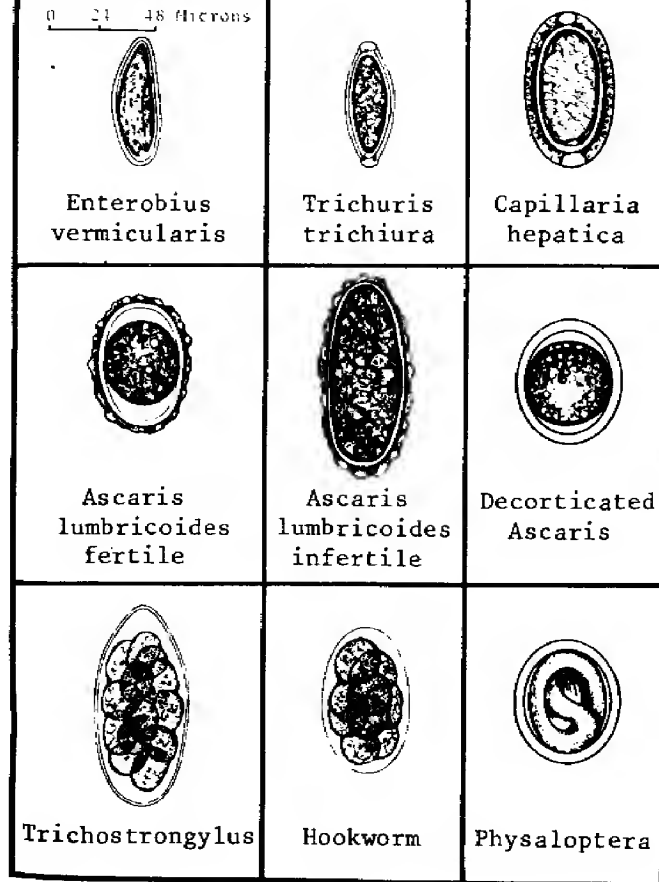 0 24 48 Microns
Enterobius
vermicularis
Trichuris
trichiura
Capillaria
hepatica
Ascaris
lumbricoides
fertile
Ascaris
lumbricoides
infertile
Decorticated
Ascaris
Trichostrongylus
Hookworm
Physaloptera